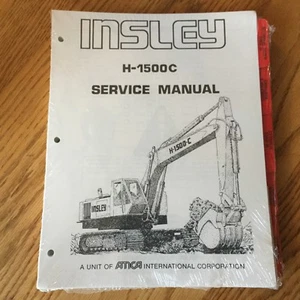 INSLEY
H-1500C
SERVICE MANUAL
H-1500-C
INSLEY
A UNIT OF AMCA INTERNATIONAL CORPORATION